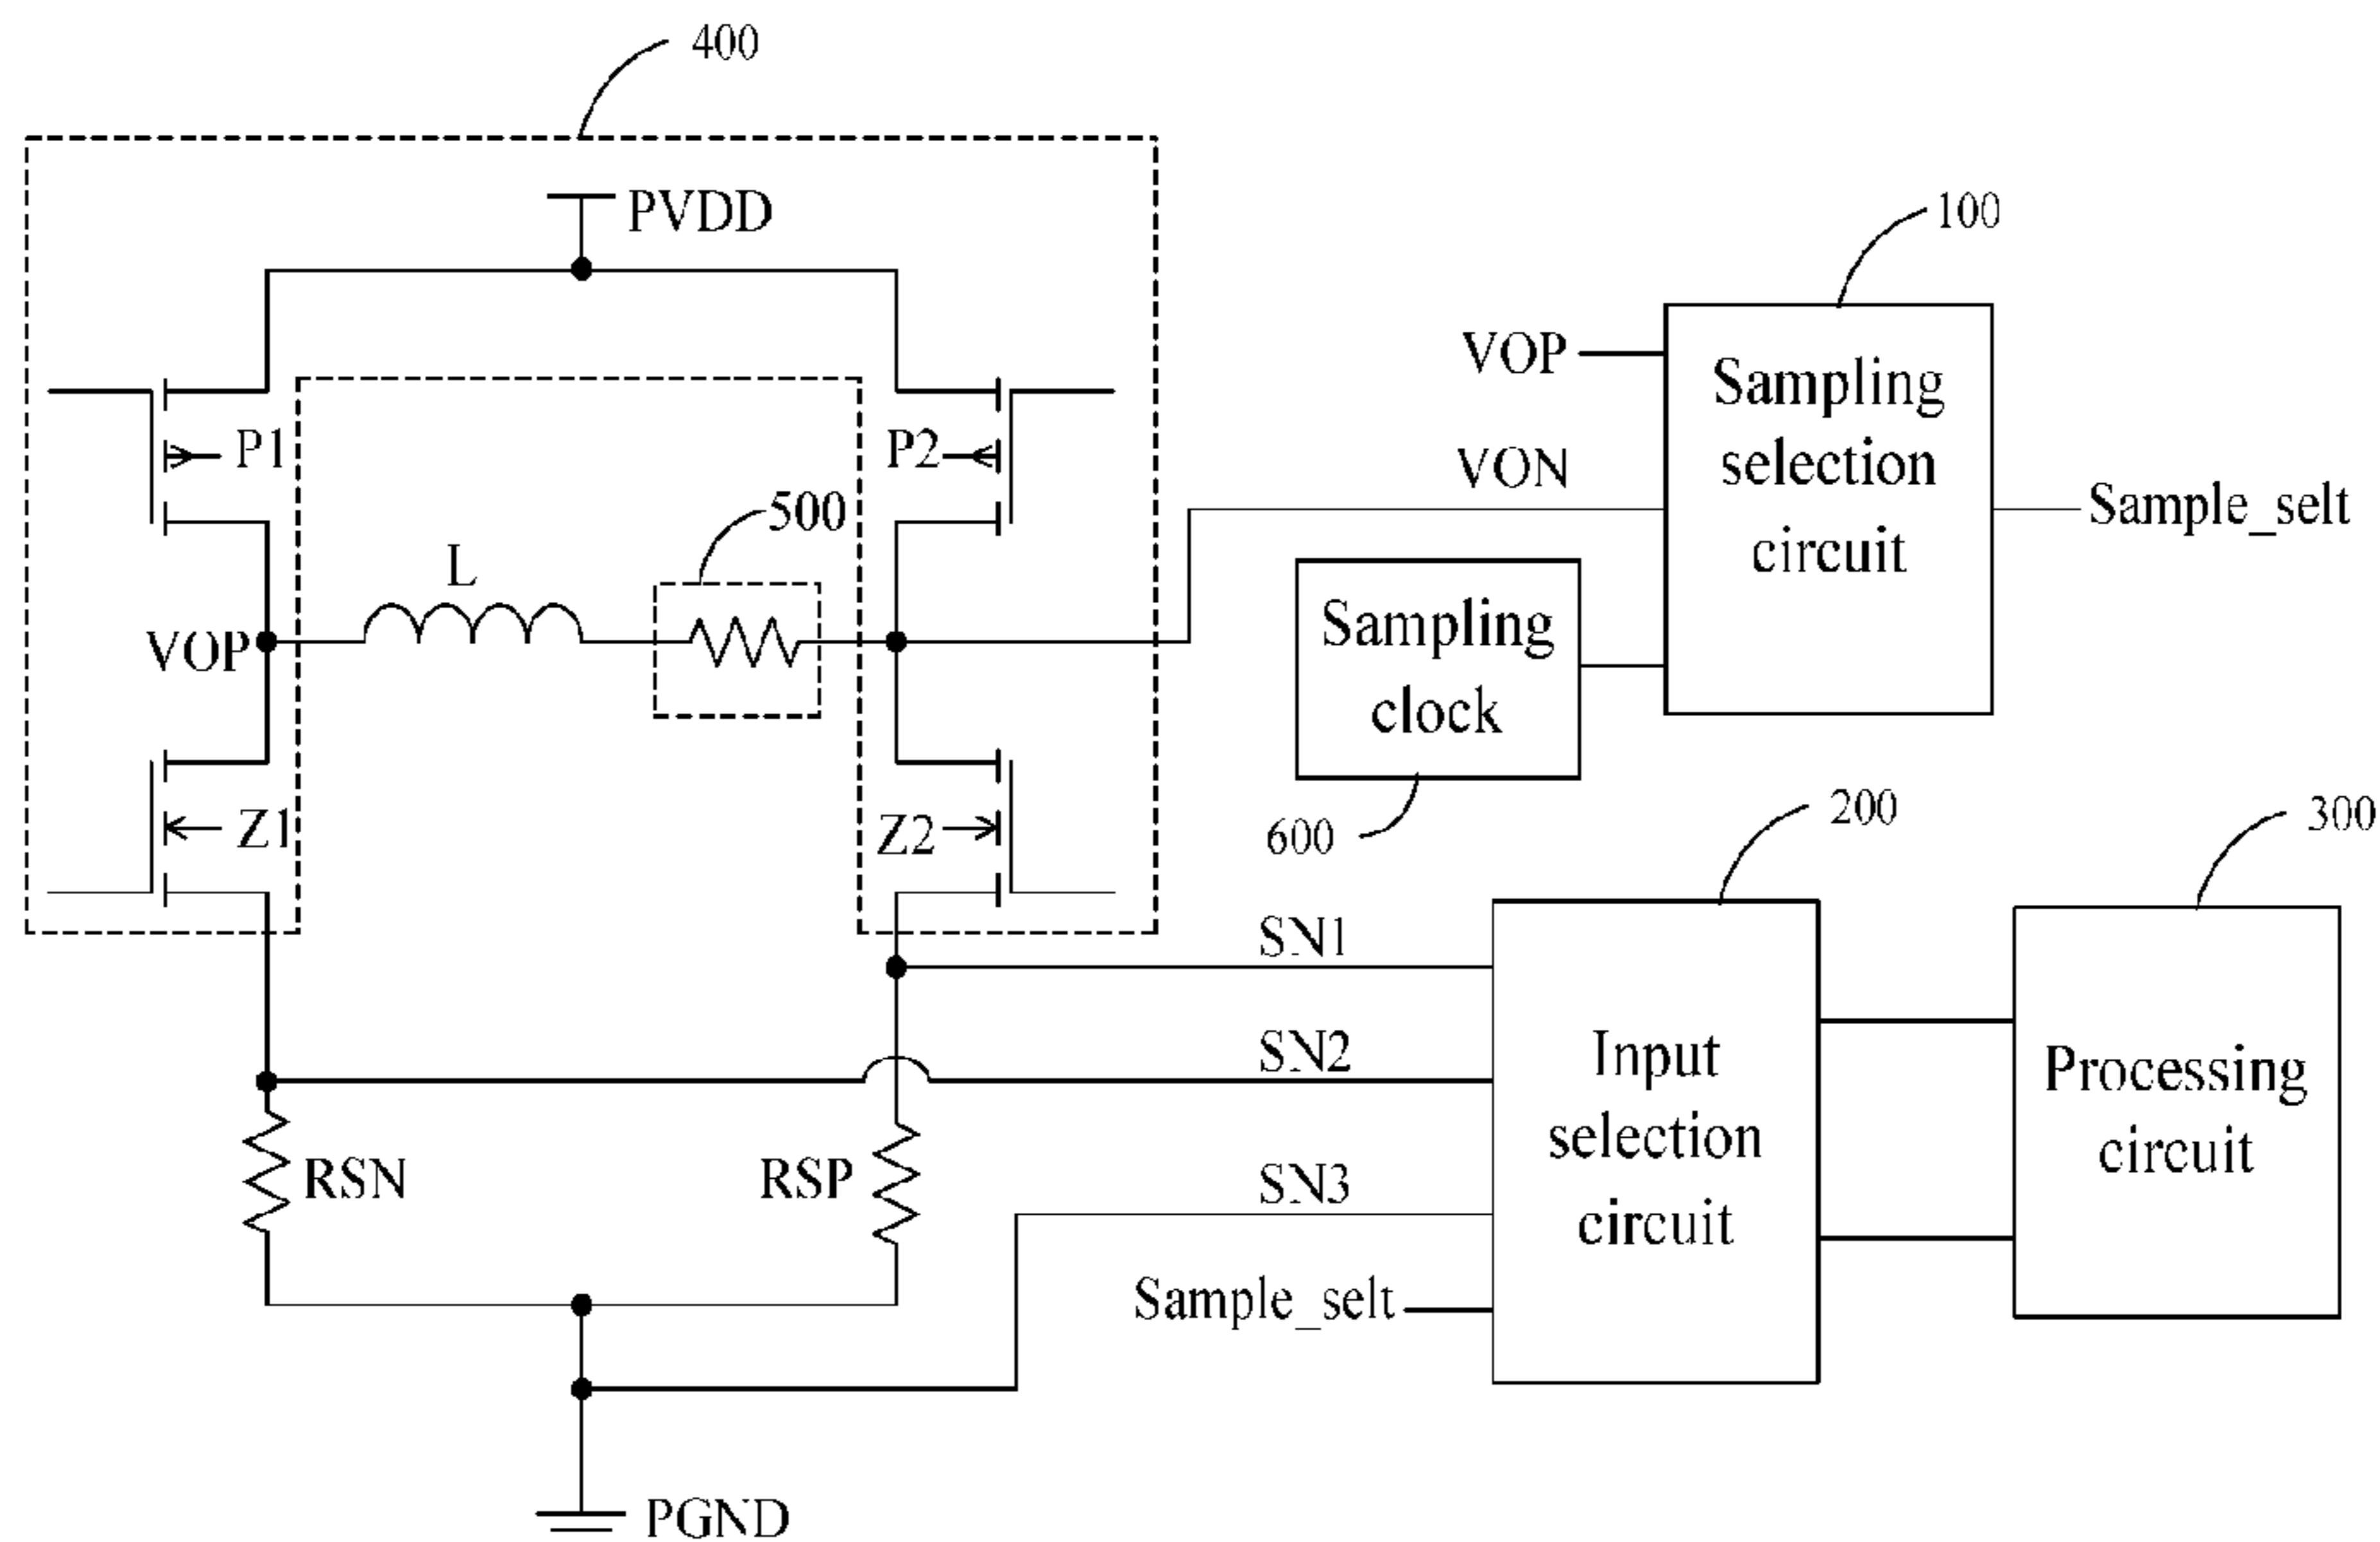 400
PVDD
100
VOP
Sampling
selection
circuit
P1
P2
VON
500
Sample_selt
L
Sampling
clock
VOP
600
200
300
Z1
Z2
SN1
SN2
Input
selection
circuit
Processing
circuit
RSN
RSP
SN3
Sample_selt
PGND